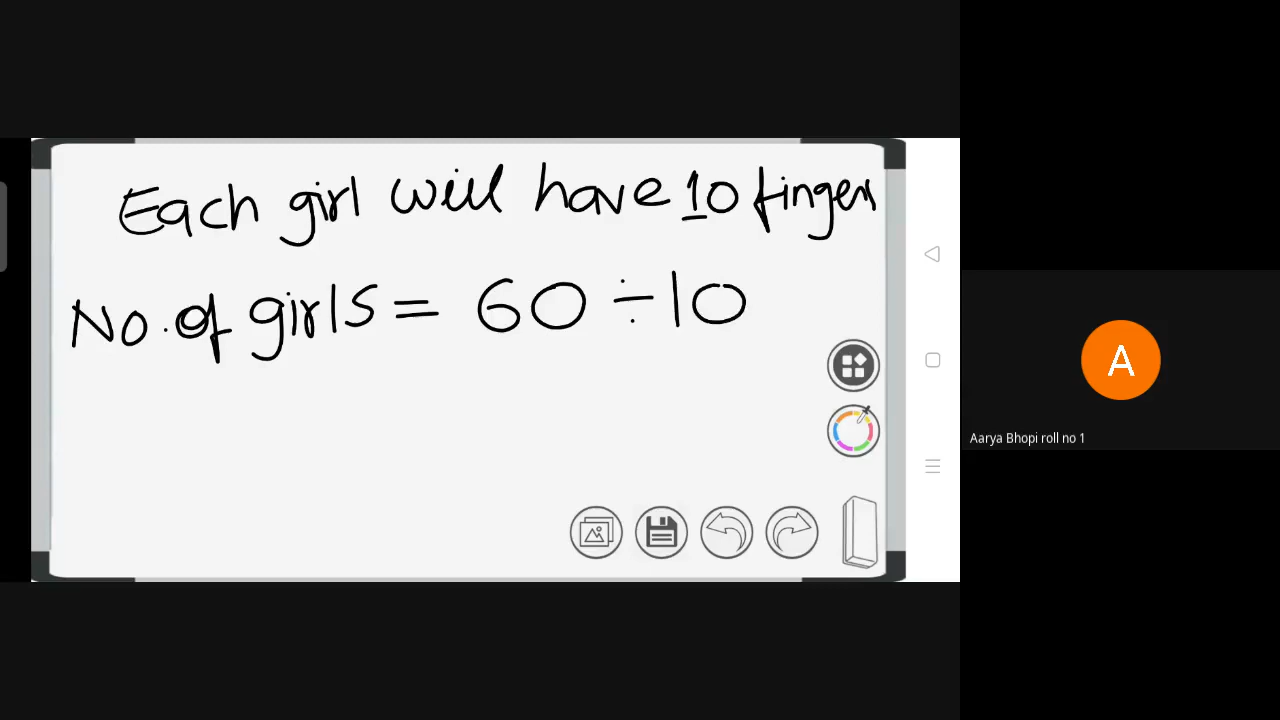 Each girl will have 10 fingers
No. of girls = 60 ÷ 10
A
Aarya Bhopi roll no 1